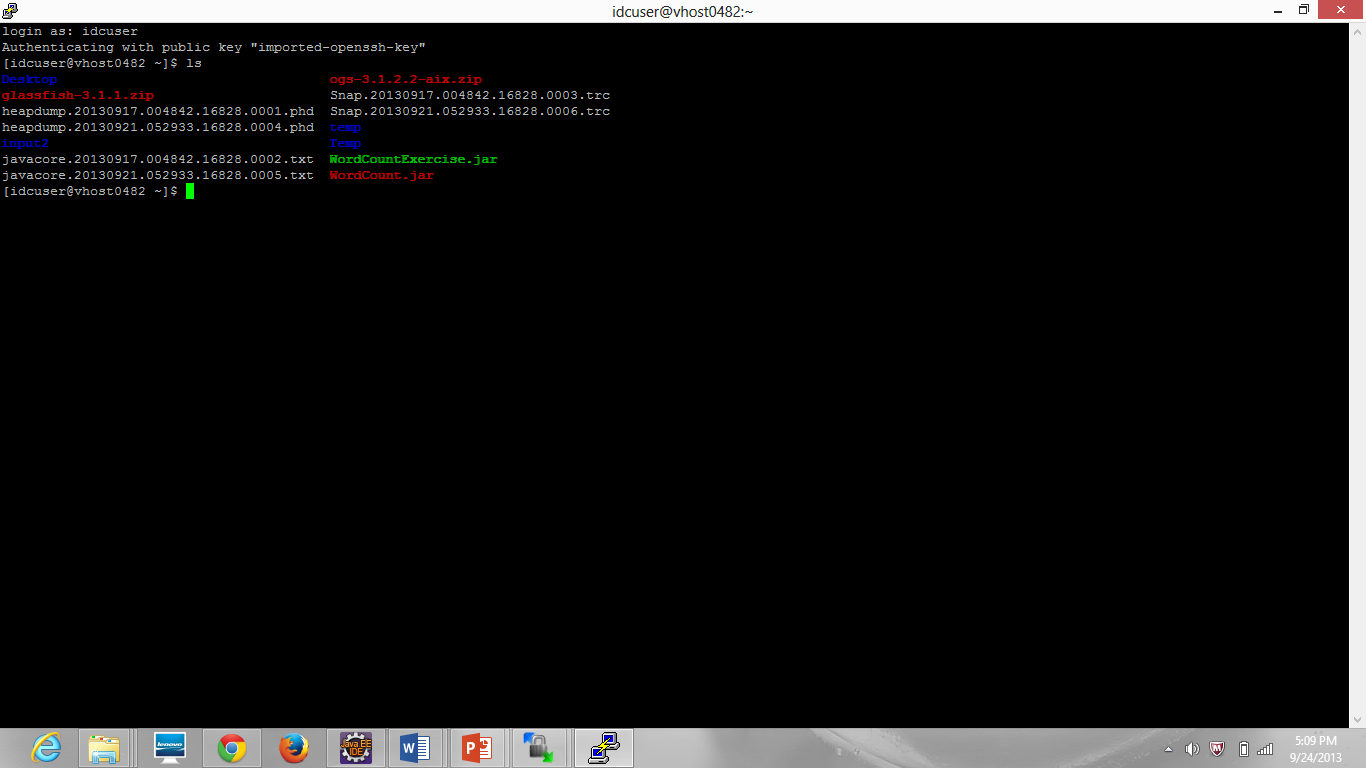 idcuser@vhost0482:~
login as: idcuser
Authenticating with public key "imported-openssh-key"
[idcuser@vhost0482 ~]$ ls
Desktop ogs-3.1.2.2-aix.zip
glassfish-3.1.1.zip Snap.20130917.004842.16828.0003.trc
heapdump.20130917.004842.16828.0001.phd Snap.20130921.052933.16828.0006.trc
heapdump.20130921.052933.16828.0004.phd temp
input2 Temp
javacore.20130917.004842.16828.0002.txt WordCountExercise.jar
javacore.20130921.052933.16828.0005.txt WordCount.jar
[idcuser@vhost0482 ~]$
lenovo
Java EE
IDE
5:09 PM
9/24/2013